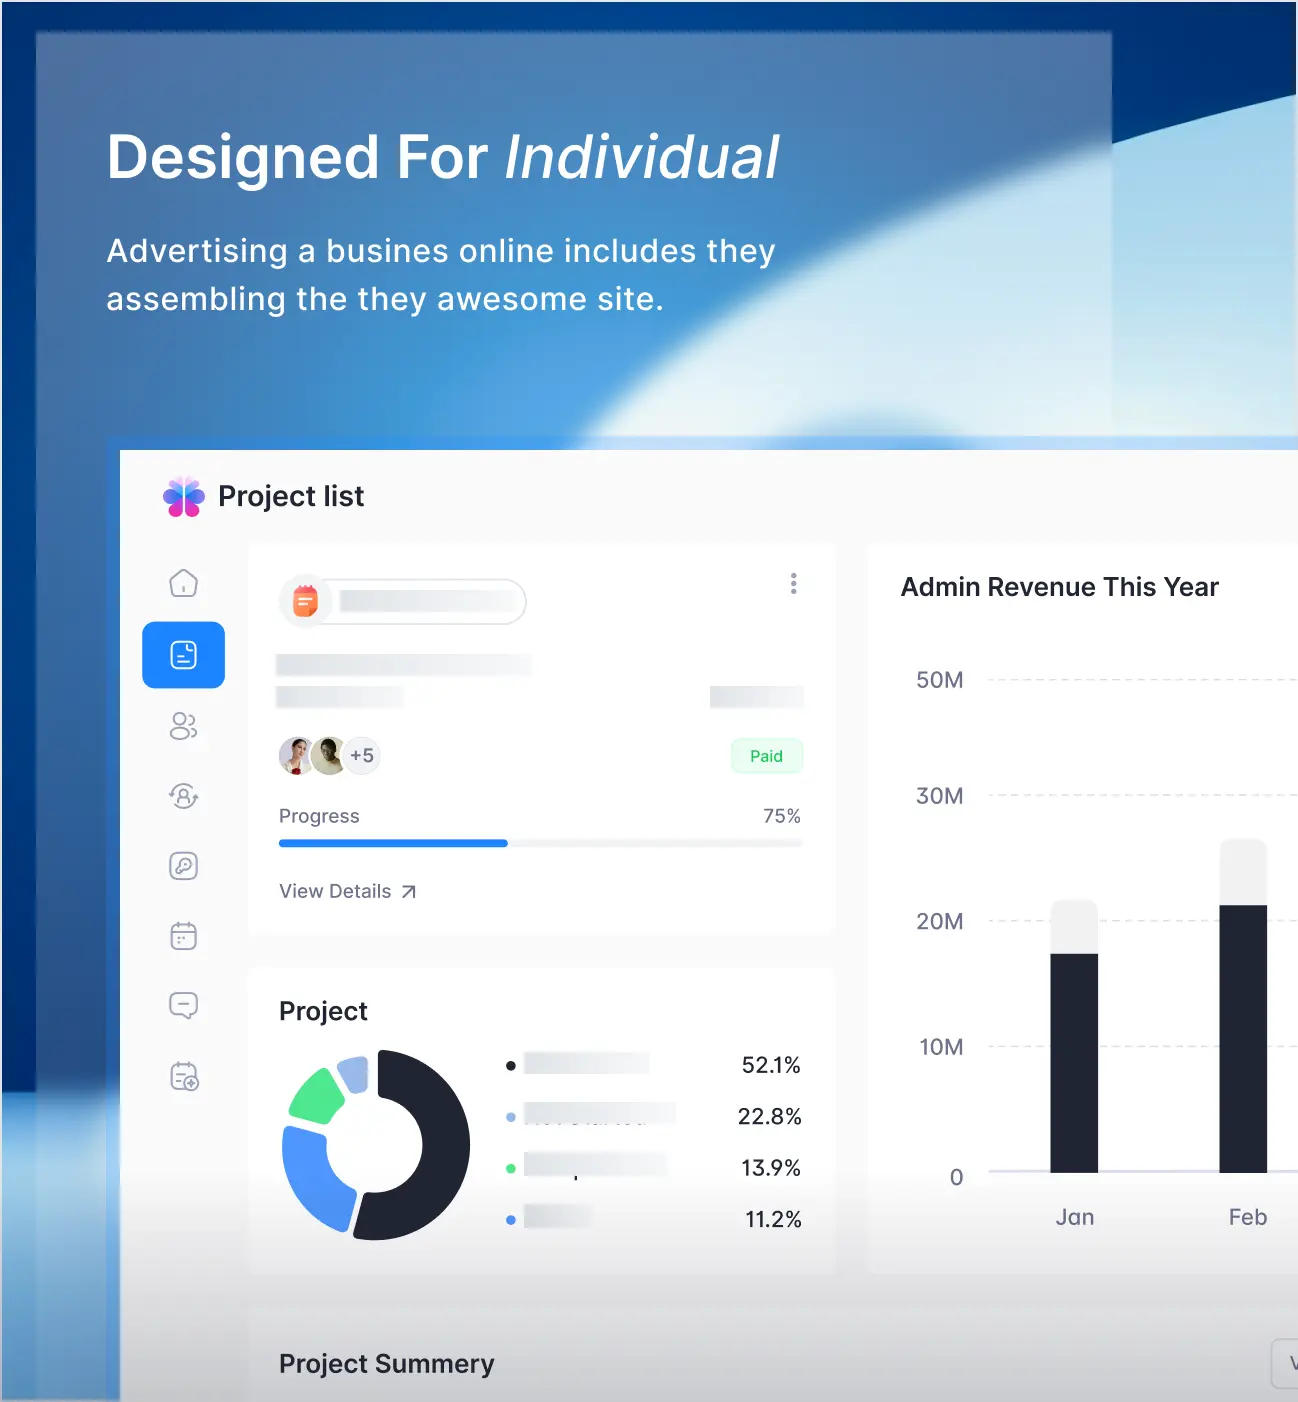 Designed For Individual
Advertising a busines online includes they
assembling the they awesome site.
Project list
+5
Paid
Progress 75%
View Details
Project
52.1%
22.8%
13.9%
11.2%
Admin Revenue This Year
50M
30M
20M
10M
0
Jan Feb
Project Summery